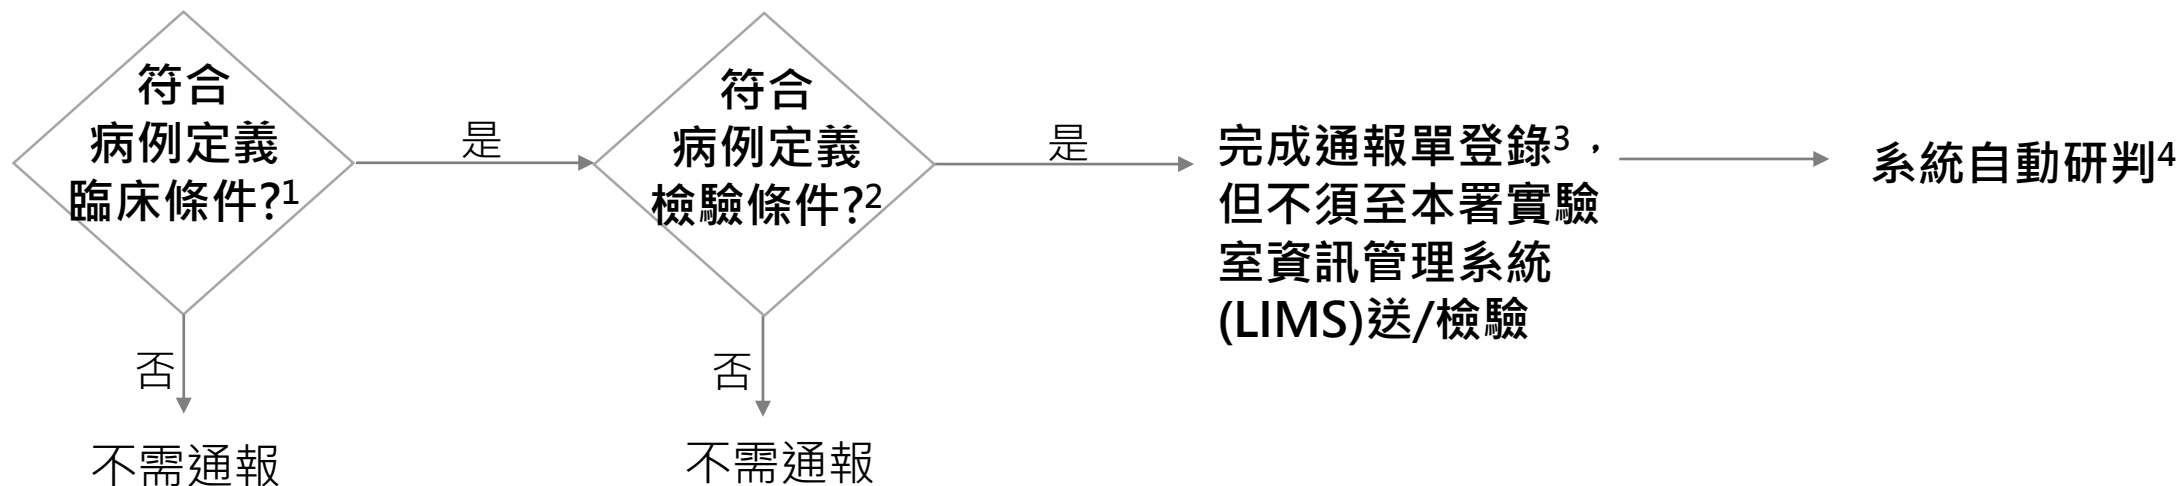 符合
病例定義
臨床條件?1
是
否
不需通報
符合
病例定義
檢驗條件?2
是
否
不需通報
完成通報單登錄3，
但不須至本署實驗
室資訊管理系統
(LIMS)送/檢驗
系統自動研判4